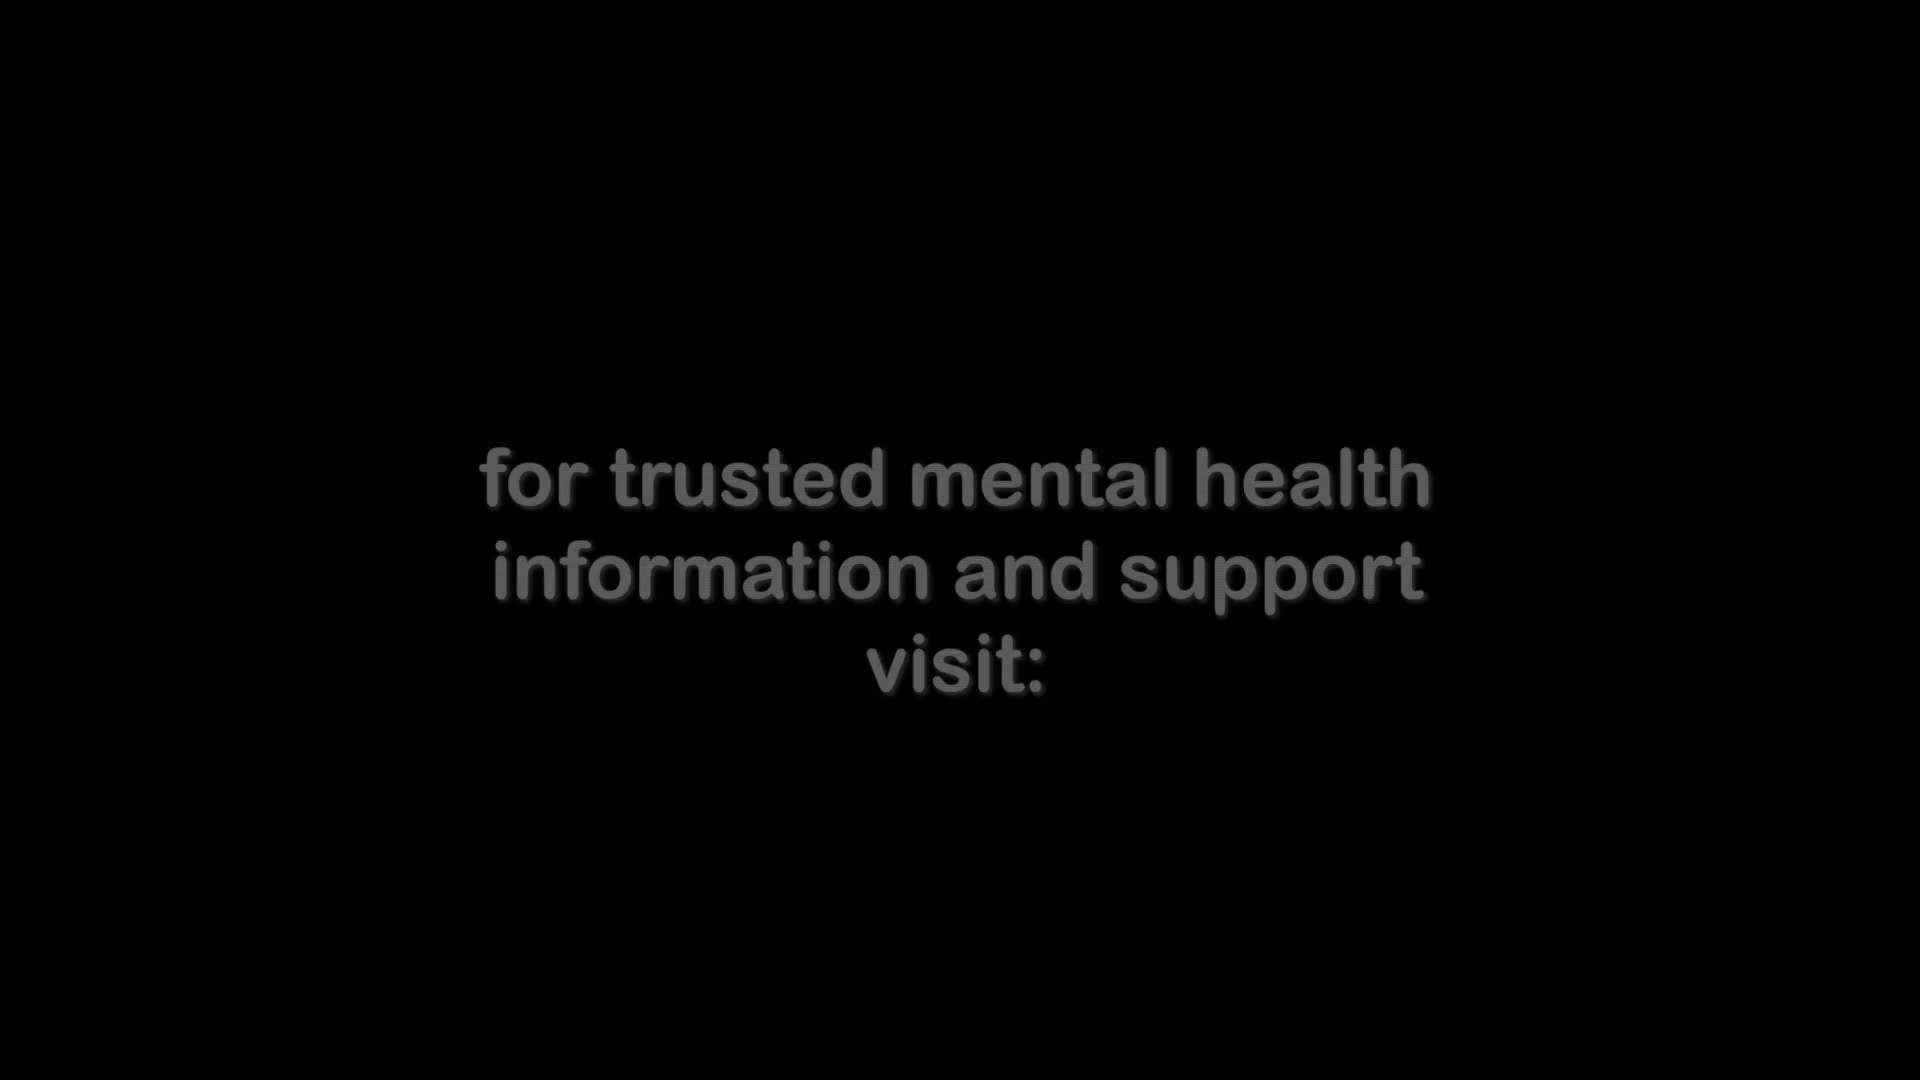 for trusted mental health
information and support
visit: